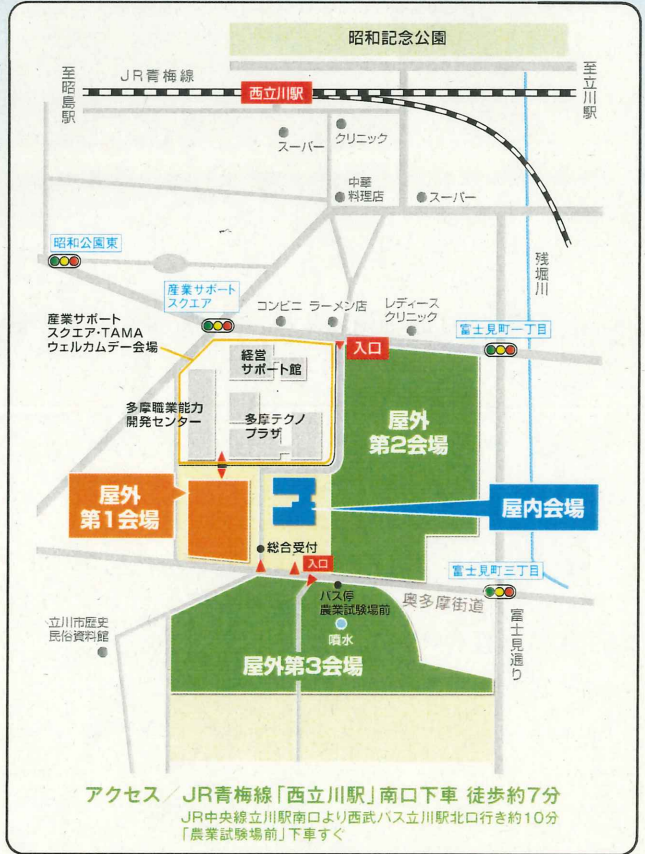 昭和記念公園
至昭島駅
JR青梅線
西立川駅
至立川駅
スーパー
クリニック
中華
料理店
スーパー
昭和公園東
残堀川
産業サポート
スクエア
コンビニ
ラーメン店
レディース
クリニック
富士見町一丁目
産業サポート
スクエア・TAMA
ウェルカムデー会場
経営
サポート館
入口
多摩職業能力
開発センター
多摩テクノ
プラザ
屋外
第2会場
屋外
第1会場
屋内会場
総合受付
入口
富士見町三丁目
バス停
農業試験場前
奥多摩街道
噴水
立川市歴史
民俗資料館
富士見通り
屋外第3会場
アクセス/JR青梅線「西立川駅」南口下車 徒歩約7分
JR中央線立川駅南口より西武バス立川駅北口行き約10分
「農業試験場前」下車すぐ